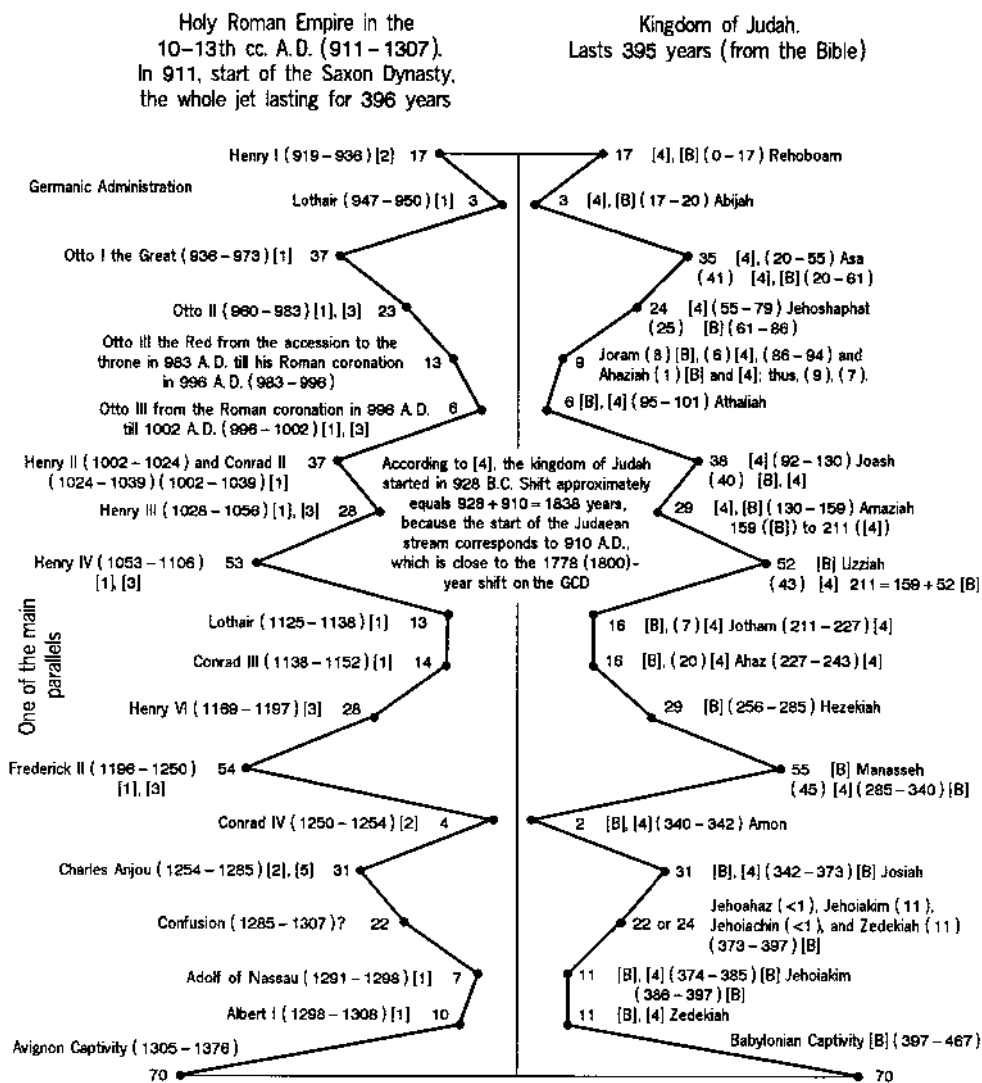 Holy Roman Empire in the
10–13th cc. A.D. (911–1307).
In 911, start of the Saxon Dynasty,
the whole jet lasting for 396 years
Kingdom of Judah.
Lasts 395 years (from the Bible)
Henry I (919–936) [2] 17
17 [4], [B] (0–17) Rehoboam
Germanic Administration
Lothair (947–950) [1] 3
3 [4], [B] (17–20) Abijah
Otto I the Great (936–973) [1] 37
35 [4], (20–55) Asa
(41) [4], [B] (20–61)
Otto II (960–983) [1], [3] 23
24 [4] (55–79) Jehoshaphat
(25) [B] (61–86)
Otto III the Red from the accession to the
throne in 983 A.D. till his Roman coronation
in 996 A.D. (983–996)
13
9
Joram (8) [B], (6) [4], (86–94) and
Ahaziah (1) [B] and [4]; thus, (9), (7).
Otto III from the Roman coronation in 996 A.D.
till 1002 A.D. (996–1002) [1], [3]
6
6 [B], [4] (95–101) Athaliah
Henry II (1002–1024) and Conrad II
(1024–1039) (1002–1039) [1]
37
According to [4], the kingdom of Judah
started in 928 B.C. Shift approximately
equals 928 + 910 = 1838 years,
because the start of the Judaean
stream corresponds to 910 A.D.,
which is close to the 1778 (1800)-
year shift on the GCD
38 [4] (92–130) Joash
(40) [B], [4]
Henry III (1028–1056) [1], [3] 28
29 [4], [B] (130–159) Amaziah
159 ([B]) to 211 ([4])
Henry IV (1053–1106)
[1], [3]
53
52 [B] Uzziah
(43) [4] 211 = 159 + 52 [B]
One of the main
parallels
Lothair (1125–1138) [1] 13
16 [B], (7) [4] Jotham (211–227) [4]
Conrad III (1138–1152) [1] 14
16 [B], (20) [4] Ahaz (227–243) [4]
Henry VI (1169–1197) [3] 28
29 [B] (256–285) Hezekiah
Frederick II (1196–1250)
[1], [3]
54
55 [B] Manasseh
(45) [4] (285–340) [B]
Conrad IV (1250–1254) [2] 4
2 [B], [4] (340–342) Amon
Charles Anjou (1254–1285) [2], [5] 31
31 [B], [4] (342–373) [B] Josiah
Confusion (1285–1307)? 22
22 or 24
Jehoahaz (<1), Jehoiakim (11),
Jehoiachin (<1), and Zedekiah (11)
(373–397) [B]
Adolf of Nassau (1291–1298) [1] 7
11 [B], [4] (374–385) [B] Jehoiakim
(386–397) [B]
Albert I (1298–1308) [1] 10
11 [B], [4] Zedekiah
Avignon Captivity (1305–1376)
70
Babylonian Captivity [B] (397–467)
70